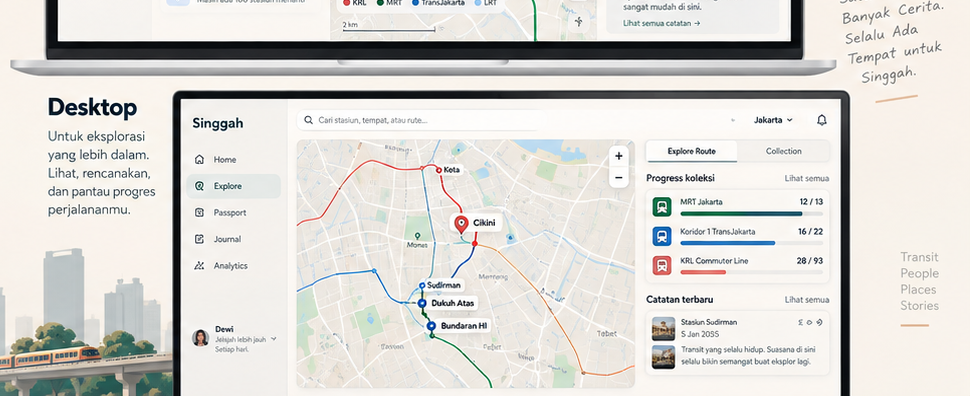 Masih ada 100 stasiun menanti
KRL MRT TransJakarta LRT
2 km
sangat mudah di sini.
Lihat semua catatan →
Banyak Cerita.
Selalu Ada
Tempat untuk
Singgah.
Desktop
Untuk eksplorasi
yang lebih dalam.
Lihat, rencanakan,
dan pantau progres
perjalananmu.
Singgah
Home
Explore
Passport
Journal
Analytics
Dewi
Jelajah lebih jauh
Setiap hari.
Cari stasiun, tempat, atau rute...
Jakarta
Kota
Cikini
Monas
Menteng
Sudirman
Dukuh Atas
Bundaran HI
Tebet
+
−
Explore Route
Collection
Progress koleksi
Lihat semua
MRT Jakarta
12 / 13
Koridor 1 TransJakarta
16 / 22
KRL Commuter Line
28 / 93
Catatan terbaru
Lihat semua
Stasiun Sudirman
5 Jan 2055
Transit yang selalu hidup. Suasana di sini
selalu bikin semangat buat eksplor lagi.
Transit
People
Places
Stories